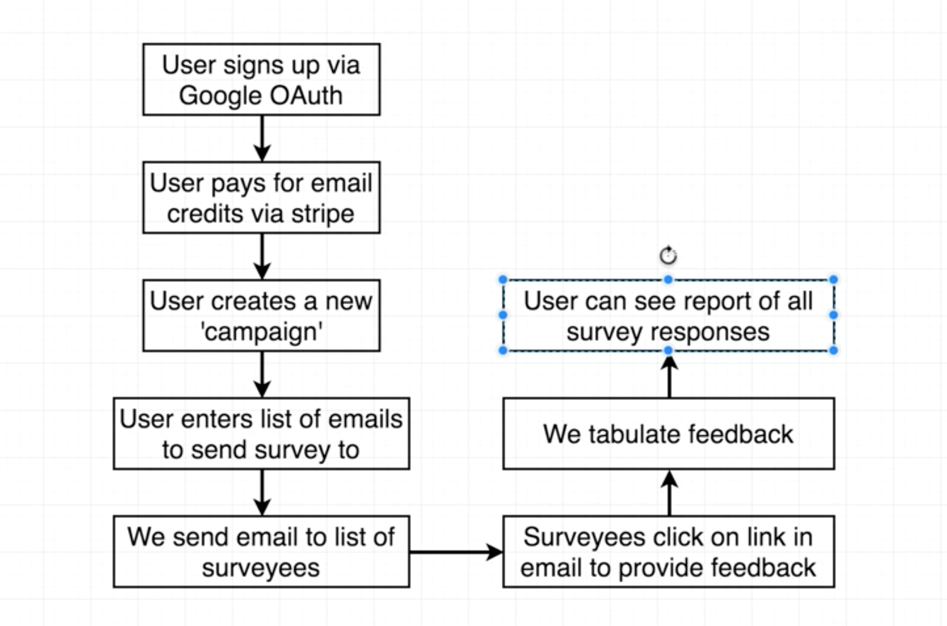 User signs up via
Google OAuth
User pays for email
credits via stripe
User creates a new
'campaign'
User enters list of emails
to send survey to
We send email to list of
surveyees
Surveyees click on link in
email to provide feedback
We tabulate feedback
User can see report of all
survey responses